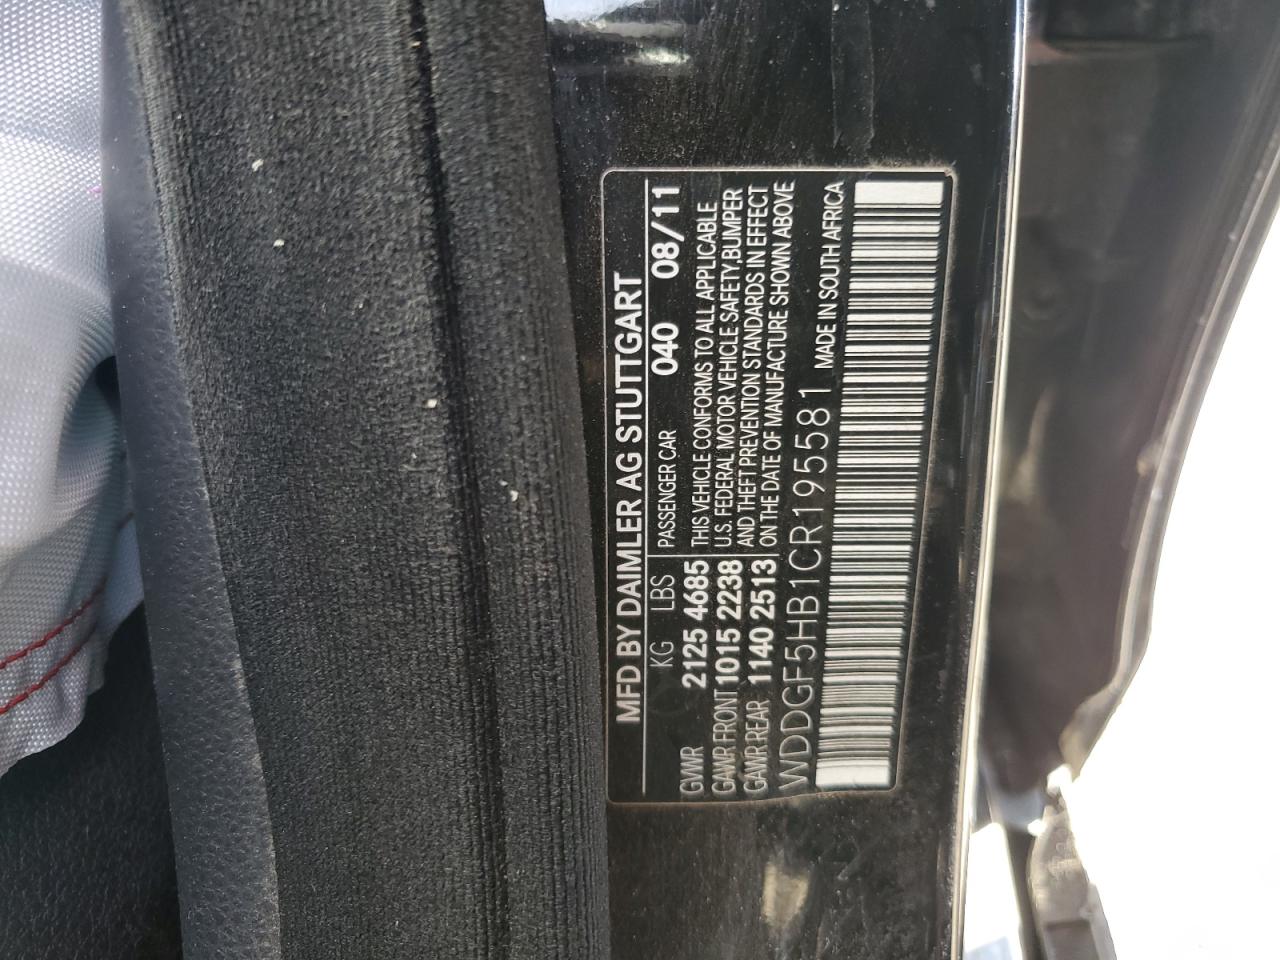 MFD BY DAIMLER AG STUTTGART
KG LBS PASSENGER CAR 040 08/11
GVWR 2125 4685
GAWR FRONT 1015 2238
GAWR REAR 1140 2513
THIS VEHICLE CONFORMS TO ALL APPLICABLE
U.S. FEDERAL MOTOR VEHICLE SAFETY,BUMPER
AND THEFT PREVENTION STANDARDS IN EFFECT
ON THE DATE OF MANUFACTURE SHOWN ABOVE
WDDGF5HB1CR195581 MADE IN SOUTH AFRICA